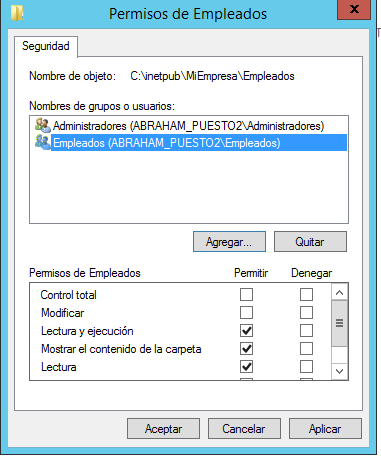 Permisos de Empleados
x
Seguridad
Nombre de objeto: C:\inetpub\MiEmpresa\Empleados
Nombres de grupos o usuarios:
Administradores (ABRAHAM_PUESTO2\Administradores)
Empleados (ABRAHAM_PUESTO2\Empleados)
Agregar... Quitar
Permisos de Empleados Permitir Denegar
Control total
Modificar
Lectura y ejecución
Mostrar el contenido de la carpeta
Lectura
Aceptar Cancelar Aplicar